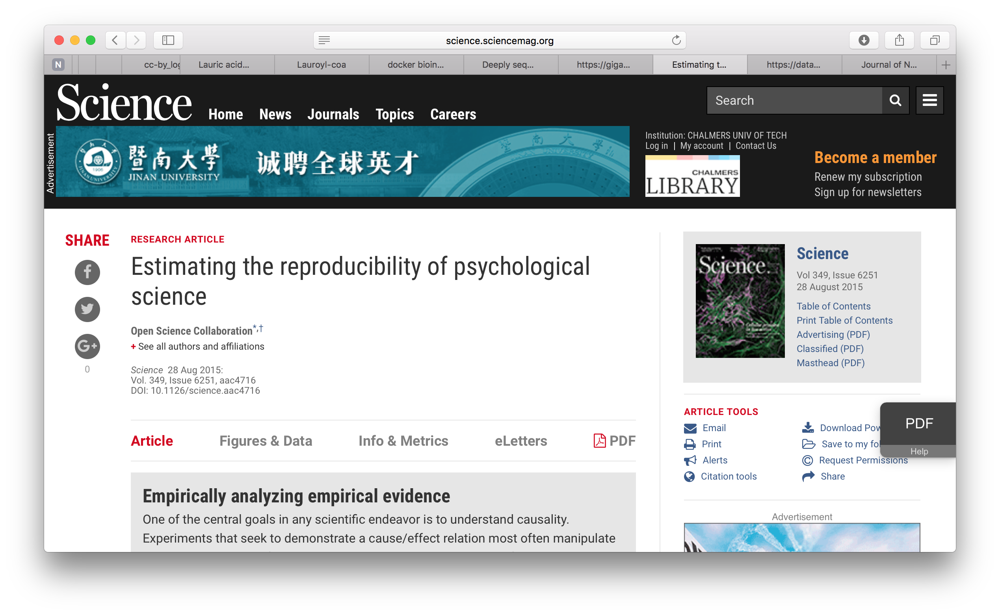 science.sciencemag.org
N
cc-by_log
Lauric acid...
Lauroyl-coa
docker bioin...
Deeply seq...
https://giga...
Estimating t...
https://data...
Journal of N...
Science
Home News Journals Topics Careers
Search
Advertisement
暨南大學
JINAN UNIVERSITY
1906
诚聘全球英才
Institution: CHALMERS UNIV OF TECH
Log in | My account | Contact Us
CHALMERS
LIBRARY
Become a member
Renew my subscription
Sign up for newsletters
SHARE
0
RESEARCH ARTICLE
Estimating the reproducibility of psychological
science
Open Science Collaboration*,†
+ See all authors and affiliations
Science 28 Aug 2015:
Vol. 349, Issue 6251, aac4716
DOI: 10.1126/science.aac4716
Article Figures & Data Info & Metrics eLetters PDF
Empirically analyzing empirical evidence
One of the central goals in any scientific endeavor is to understand causality.
Experiments that seek to demonstrate a cause/effect relation most often manipulate
Science.
Science
Vol 349, Issue 6251
28 August 2015
Table of Contents
Print Table of Contents
Advertising (PDF)
Classified (PDF)
Masthead (PDF)
ARTICLE TOOLS
Email
Print
Alerts
Citation tools
Download Pow
Save to my fol
Request Permissions
Share
PDF
Help
Advertisement